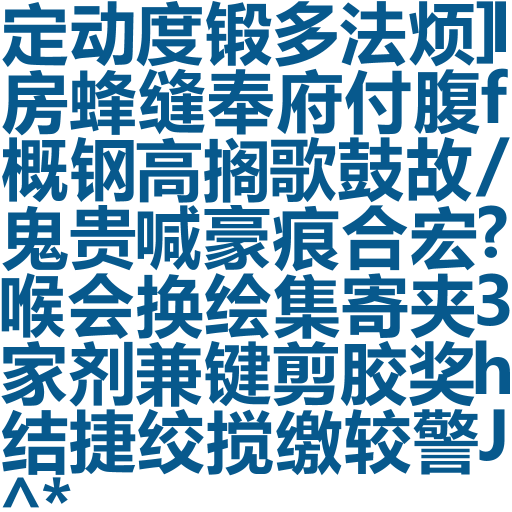 定动度锻多法烦〛
房蜂缝奉府付腹f
概钢高搁歌鼓故/
鬼贵喊豪痕合宏?
喉会换绘集寄夹3
家剂兼键剪胶奖h
结捷绞搅缴较警J
^*